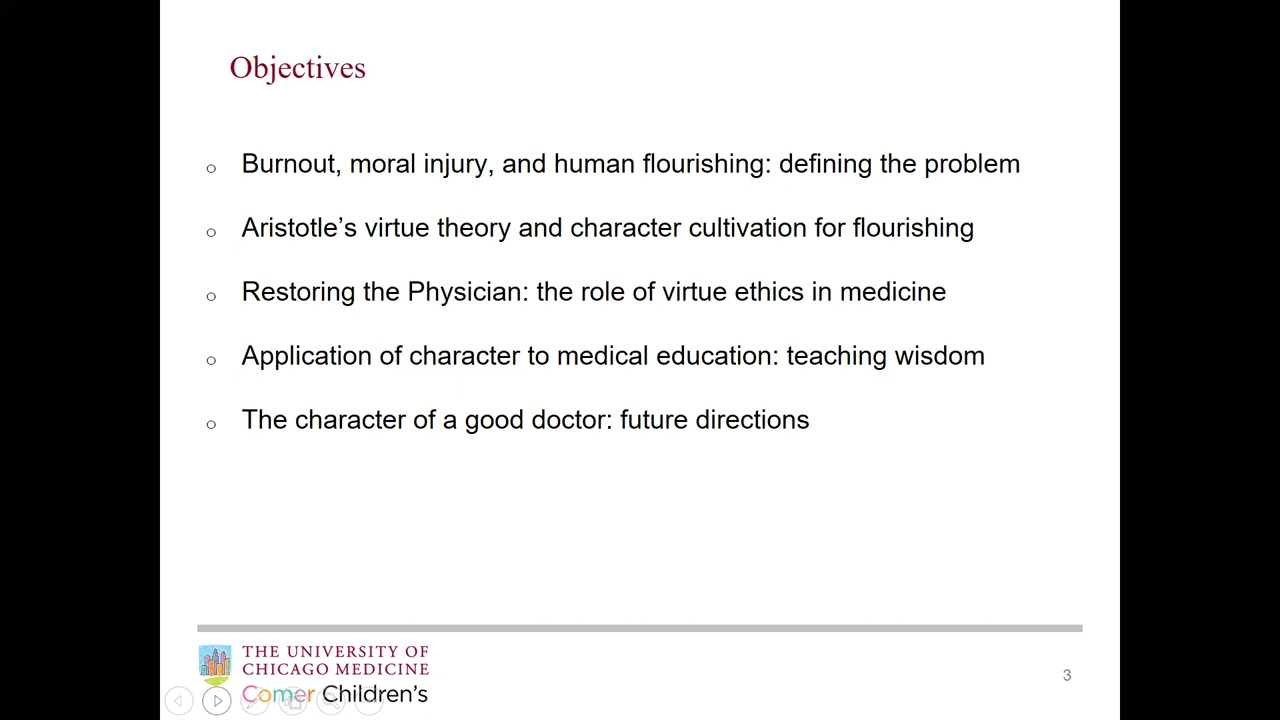 Objectives
Burnout, moral injury, and human flourishing: defining the problem
Aristotle’s virtue theory and character cultivation for flourishing
Restoring the Physician: the role of virtue ethics in medicine
Application of character to medical education: teaching wisdom
The character of a good doctor: future directions
THE UNIVERSITY OF
CHICAGO MEDICINE
Comer Children's
3